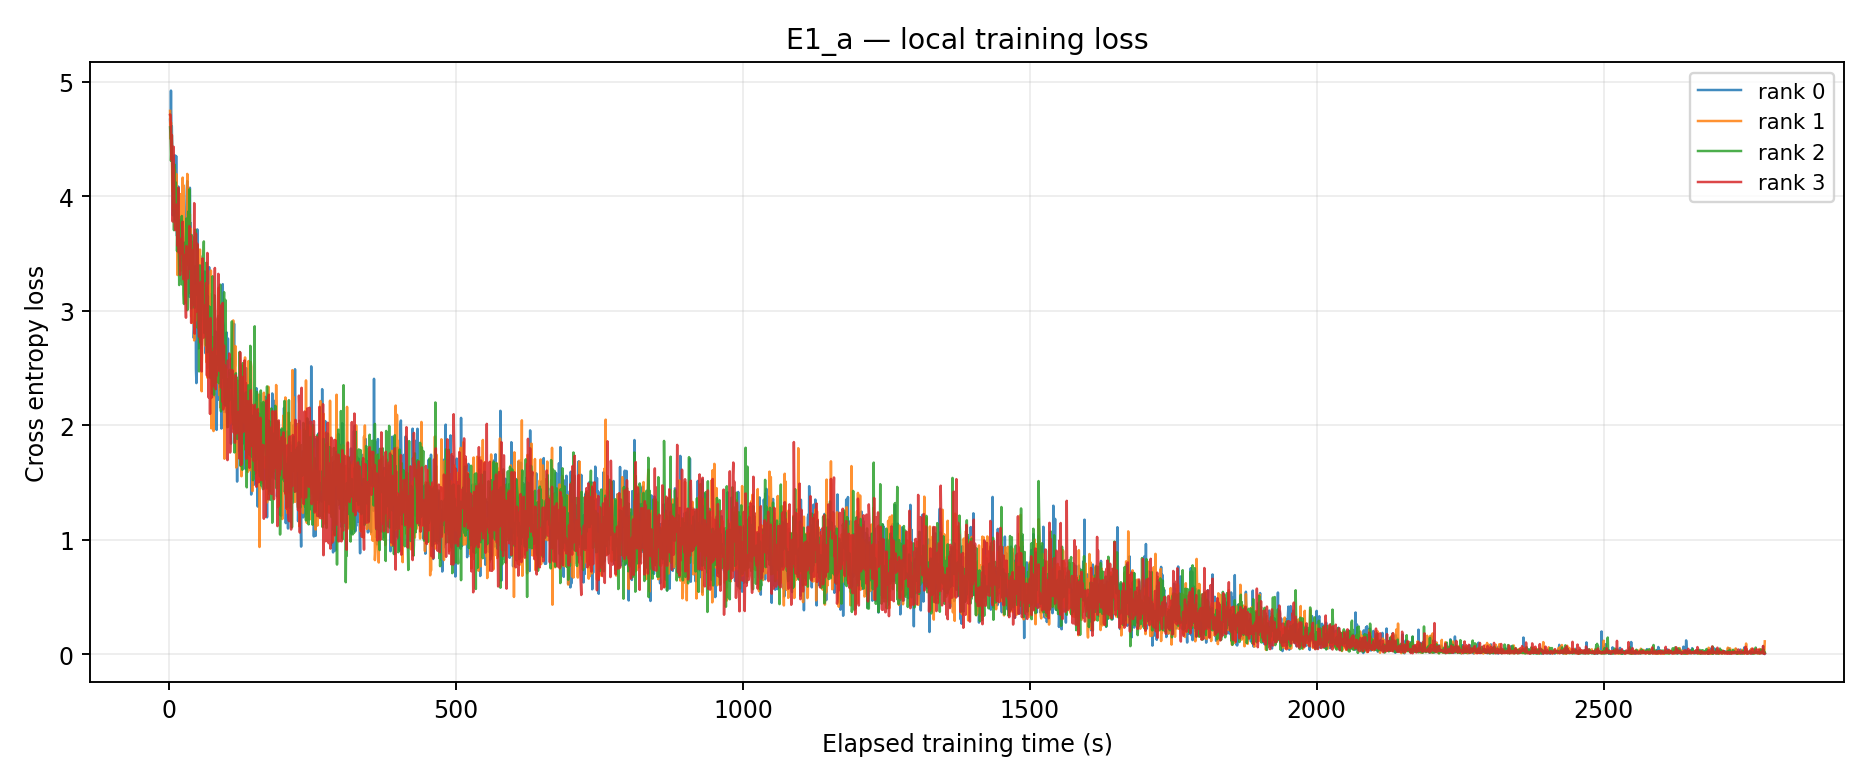 E1_a — local training loss
5
4
3
2
1
0
Cross entropy loss
rank 0
rank 1
rank 2
rank 3
0
500
1000
1500
2000
2500
Elapsed training time (s)